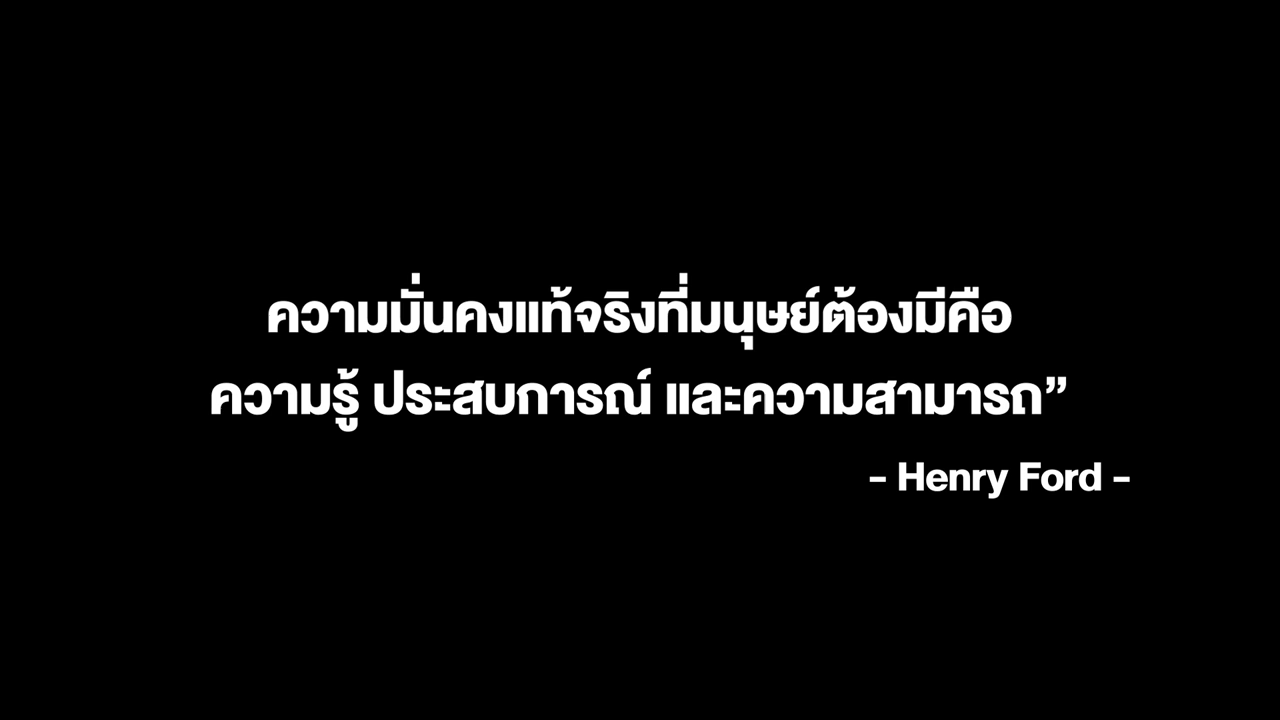 ความมั่นคงแท้จริงที่มนุษย์ต้องมีคือ
ความรู้ ประสบการณ์ และความสามารถ”
- Henry Ford -